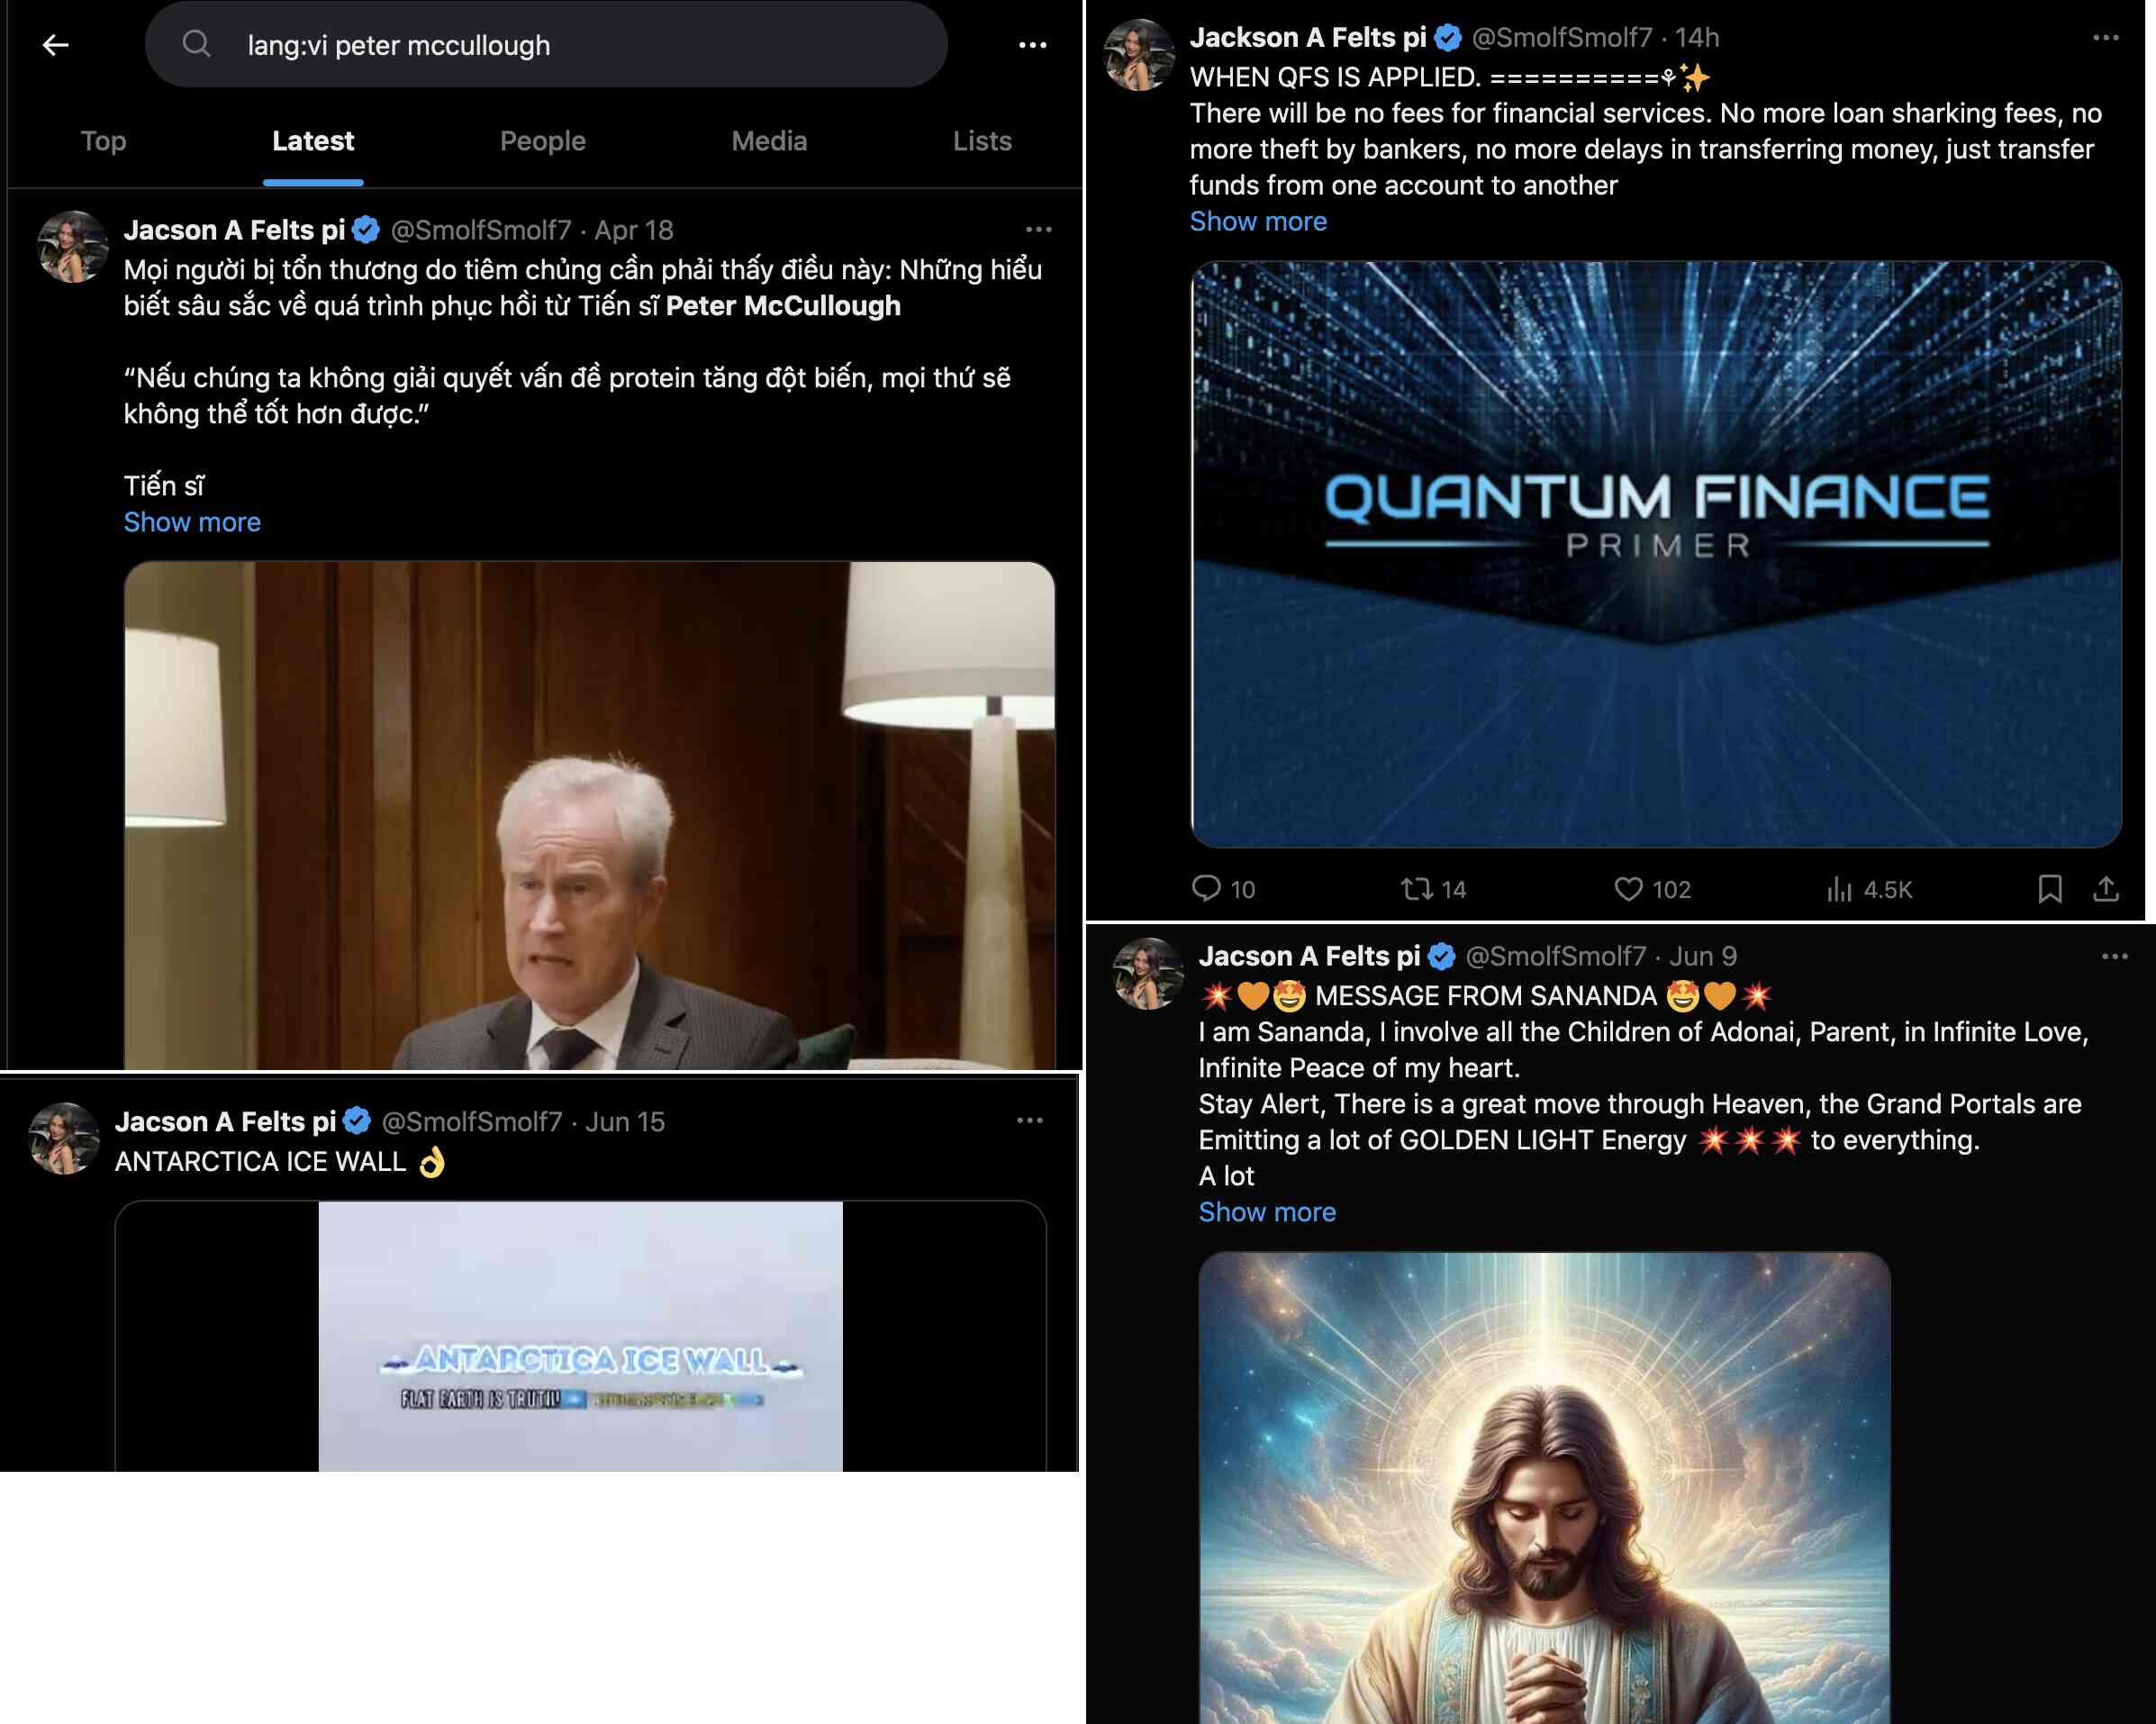 lang:vi peter mccullough
Top Latest People Media Lists
Jacson A Felts pi @SmolfSmolf7 · Apr 18
Mọi người bị tổn thương do tiêm chủng cần phải thấy điều này: Những hiểu
biết sâu sắc về quá trình phục hồi từ Tiến sĩ Peter McCullough
“Nếu chúng ta không giải quyết vấn đề protein tăng đột biến, mọi thứ sẽ
không thể tốt hơn được.”
Tiến sĩ
Show more
Jacson A Felts pi @SmolfSmolf7 · Jun 15
ANTARCTICA ICE WALL 👌
ANTARCTICA ICE WALL
FLAT EARTH IS TRUTH!
Jackson A Felts pi @SmolfSmolf7 · 14h
WHEN QFS IS APPLIED. ==========⚘✨
There will be no fees for financial services. No more loan sharking fees, no
more theft by bankers, no more delays in transferring money, just transfer
funds from one account to another
Show more
QUANTUM FINANCE
PRIMER
10 14 102 4.5K
Jacson A Felts pi @SmolfSmolf7 · Jun 9
💥🧡🤩 MESSAGE FROM SANANDA 🤩🧡💥
I am Sananda, I involve all the Children of Adonai, Parent, in Infinite Love,
Infinite Peace of my heart.
Stay Alert, There is a great move through Heaven, the Grand Portals are
Emitting a lot of GOLDEN LIGHT Energy 💥💥💥 to everything.
A lot
Show more